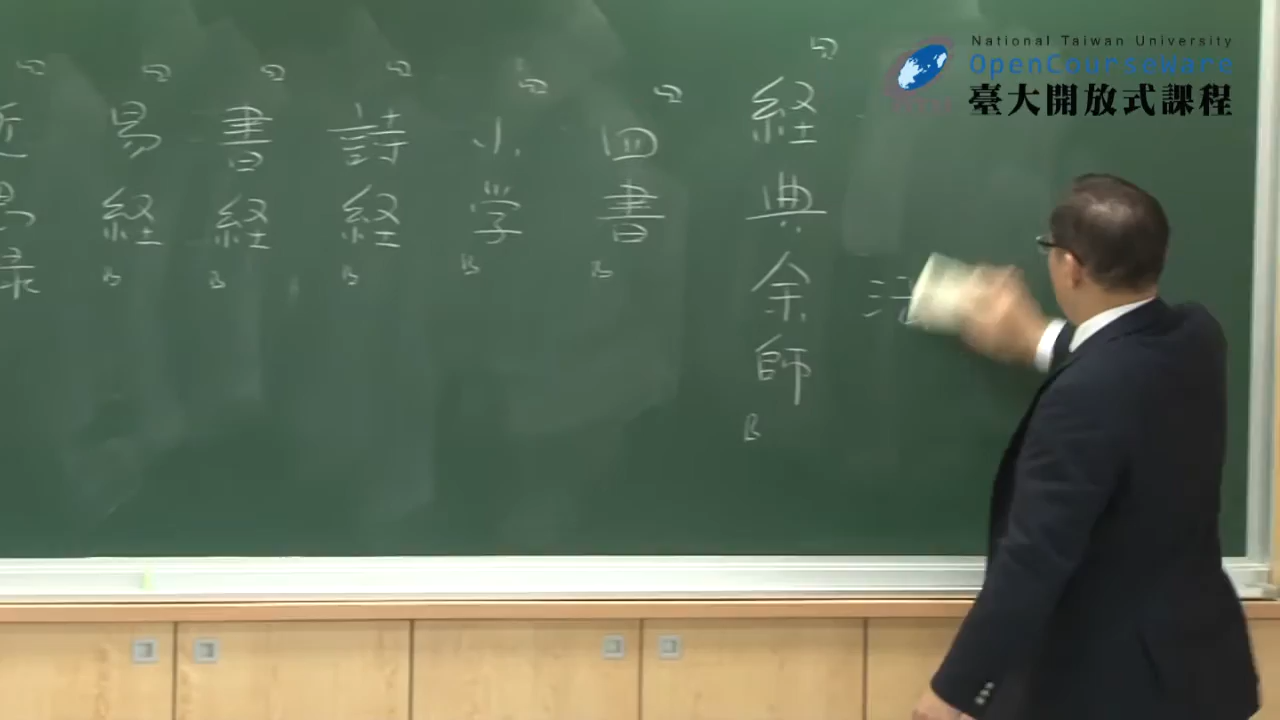 National Taiwan University
OpenCourseWare
臺大開放式課程
経典余師
四書
小学
詩経
書経
易経